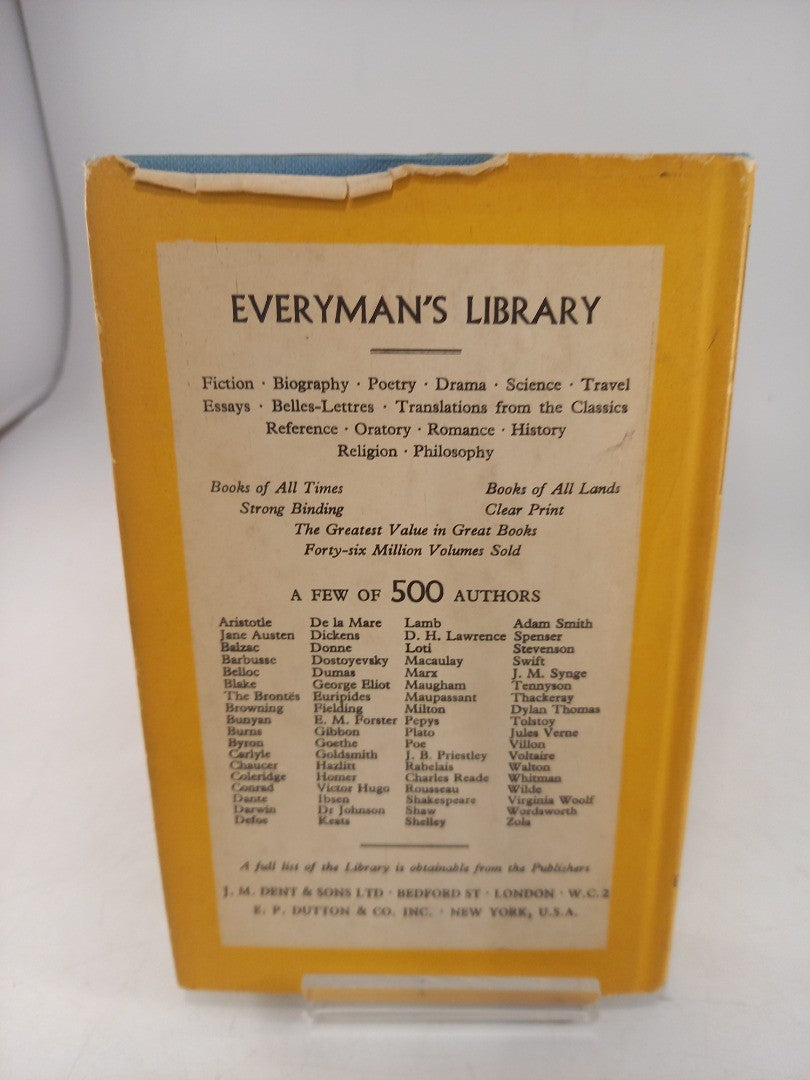 EVERYMAN'S LIBRARY
Fiction · Biography · Poetry · Drama · Science · Travel
Essays · Belles-Lettres · Translations from the Classics
Reference · Oratory · Romance · History
Religion · Philosophy
Books of All Times Books of All Lands
Strong Binding Clear Print
The Greatest Value in Great Books
Forty-six Million Volumes Sold
A FEW OF 500 AUTHORS
Aristotle De la Mare Lamb Adam Smith
Jane Austen Dickens D. H. Lawrence Spenser
Balzac Donne Loti Stevenson
Barbusse Dostoyevsky Macaulay Swift
Belloc Dumas Marx J. M. Synge
Blake George Eliot Maugham Tennyson
The Brontës Euripides Maupassant Thackeray
Browning Fielding Milton Dylan Thomas
Bunyan E. M. Forster Pepys Tolstoy
Burns Gibbon Plato Jules Verne
Byron Goethe Poe Villon
Carlyle Goldsmith J. B. Priestley Voltaire
Chaucer Hazlitt Rabelais Walton
Coleridge Homer Charles Reade Whitman
Conrad Victor Hugo Rousseau Wilde
Dante Ibsen Shakespeare Virginia Woolf
Darwin Dr Johnson Shaw Wordsworth
Defoe Keats Shelley Zola
A full list of the Library is obtainable from the Publishers
J. M. DENT & SONS LTD · BEDFORD ST · LONDON · W.C.2
E. P. DUTTON & CO. INC. · NEW YORK, U.S.A.